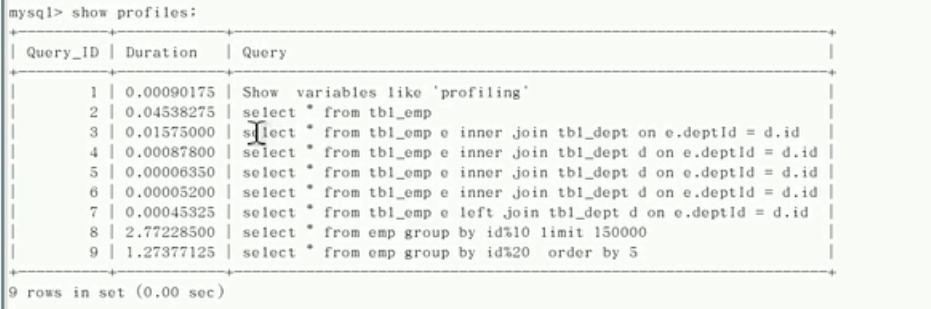 mysql> show profiles;
+----------+------------+---------------------------------------------------------------+
| Query_ID | Duration | Query |
+----------+------------+---------------------------------------------------------------+
| 1 | 0.00090175 | Show  variables like 'profiling' |
| 2 | 0.04538275 | select * from tbl_emp |
| 3 | 0.01575000 | select * from tbl_emp e inner join tbl_dept on e.deptId = d.id |
| 4 | 0.00087800 | select * from tbl_emp e inner join tbl_dept d on e.deptId = d.id |
| 5 | 0.00006350 | select * from tbl_emp e inner join tbl_dept d on e.deptId = d.id |
| 6 | 0.00005200 | select * from tbl_emp e inner join tbl_dept d on e.deptId = d.id |
| 7 | 0.00045325 | select * from tbl_emp e left join tbl_dept d on e.deptId = d.id |
| 8 | 2.77228500 | select * from emp group by id%10 limit 150000 |
| 9 | 1.27377125 | select * from emp group by id%20  order by 5 |
+----------+------------+---------------------------------------------------------------+
9 rows in set (0.00 sec)